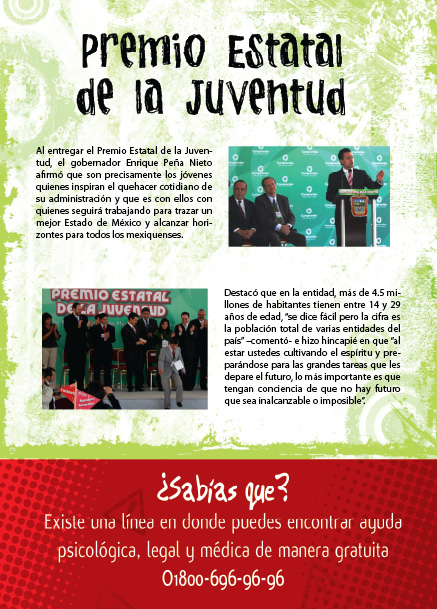 Premio Estatal
de la Juventud
Al entregar el Premio Estatal de la Juven-
tud, el gobernador Enrique Peña Nieto
afirmó que son precisamente los jóvenes
quienes inspiran el quehacer cotidiano de
su administración y que es con ellos con
quienes seguirá trabajando para trazar un
mejor Estado de México y alcanzar hori-
zontes para todos los mexiquenses.
PREMIO ESTATAL
DE LA JUVENTUD
Destacó que en la entidad, más de 4.5 mi-
llones de habitantes tienen entre 14 y 29
años de edad, "se dice fácil pero la cifra es
la población total de varias entidades del
país" –comentó- e hizo hincapié en que "al
estar ustedes cultivando el espíritu y pre-
parándose para las grandes tareas que les
depare el futuro, lo más importante es que
tengan conciencia de que no hay futuro
que sea inalcanzable o imposible".
¿Sabías que?
Existe una línea en donde puedes encontrar ayuda
psicológica, legal y médica de manera gratuita
01800-696-96-96